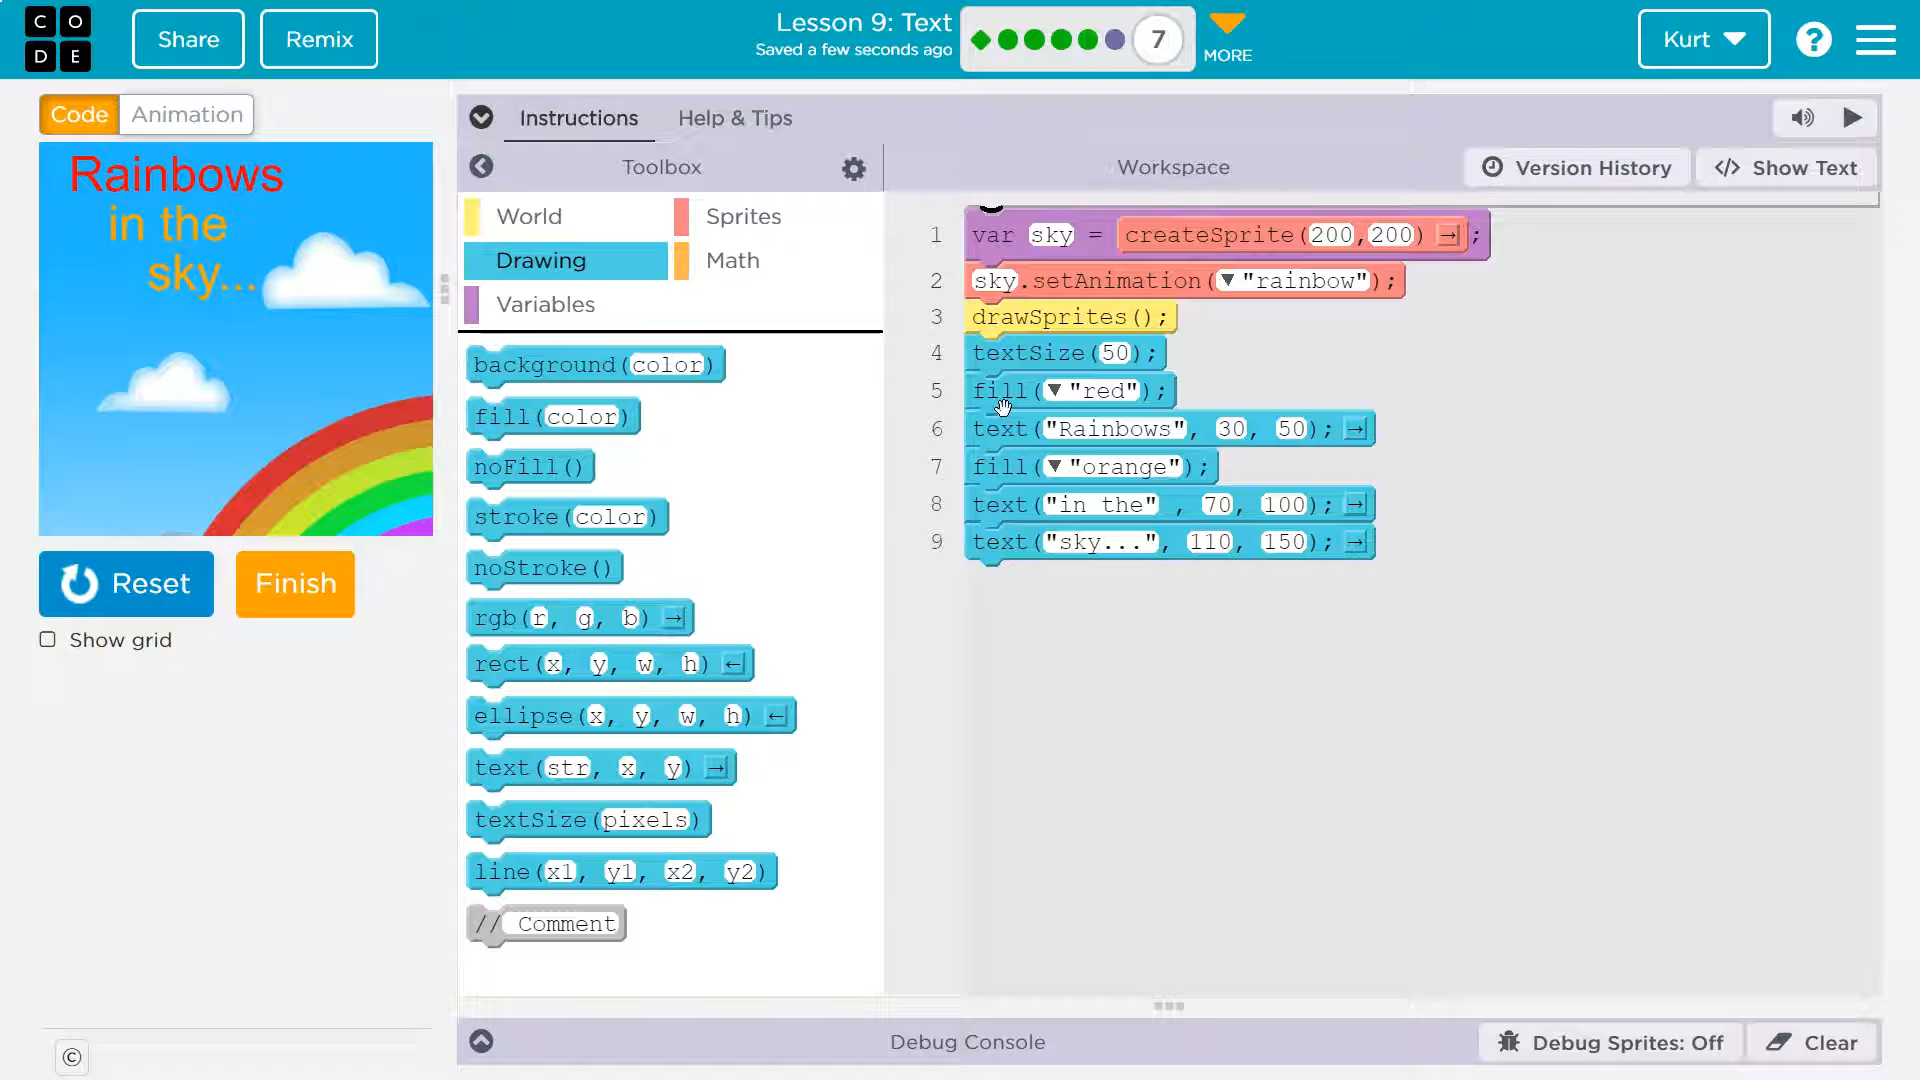 CODE
Share
Remix
Lesson 9: Text
Saved a few seconds ago
7
MORE
Kurt
?
Code
Animation
Instructions
Help & Tips
Toolbox
Workspace
Version History
</> Show Text
World
Sprites
Drawing
Math
Variables
background(color)
fill(color)
noFill()
stroke(color)
noStroke()
rgb(r, g, b) →
rect(x, y, w, h) ←
ellipse(x, y, w, h) ←
text(str, x, y) →
textSize(pixels)
line(x1, y1, x2, y2)
// Comment
1 var sky = createSprite(200,200) → ;
2 sky.setAnimation(▼ "rainbow");
3 drawSprites();
4 textSize(50);
5 fill(▼ "red");
6 text("Rainbows", 30, 50); →
7 fill(▼ "orange");
8 text("in the" , 70, 100); →
9 text("sky...", 110, 150); →
Rainbows
in the
sky...
Reset
Finish
Show grid
©
Debug Console
Debug Sprites: Off
Clear